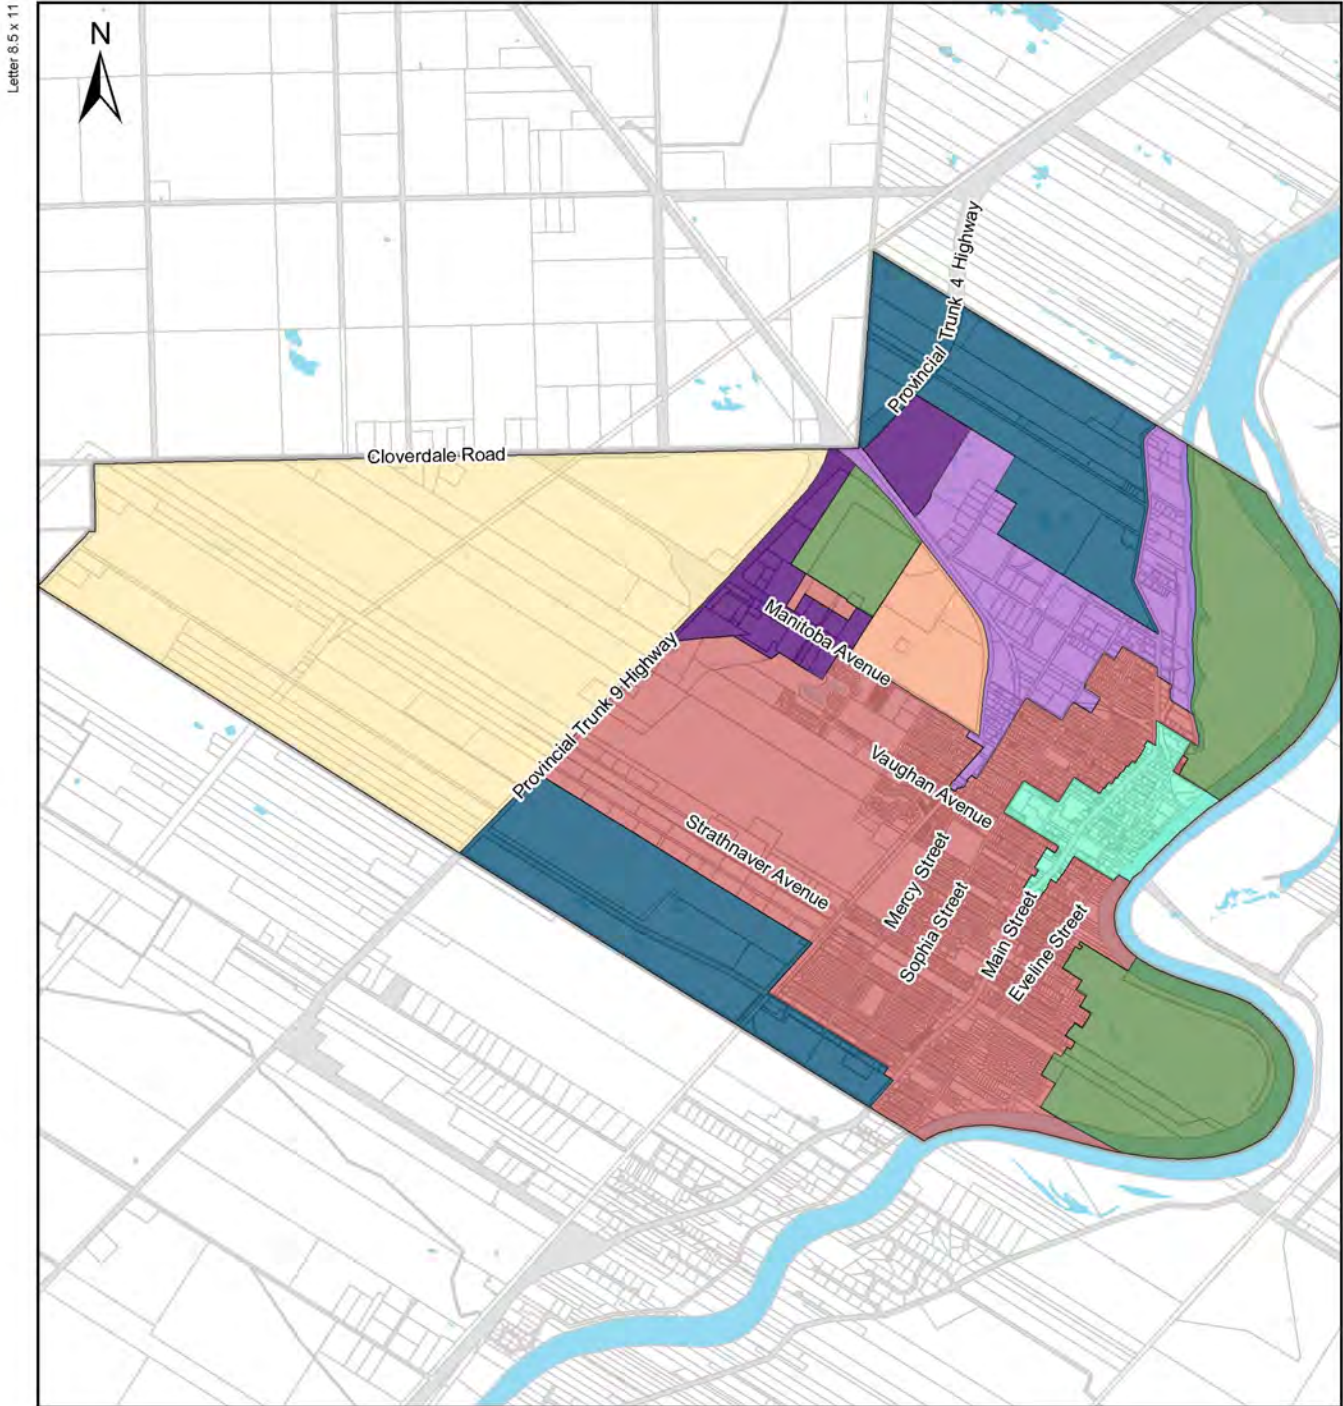 Letter 8.5 x 11
N
Provincial Trunk 4 Highway
Cloverdale Road
Manitoba Avenue
Provincial Trunk 9 Highway
Vaughan Avenue
Strathnaver Avenue
Mercy Street
Sophia Street
Main Street
Eveline Street